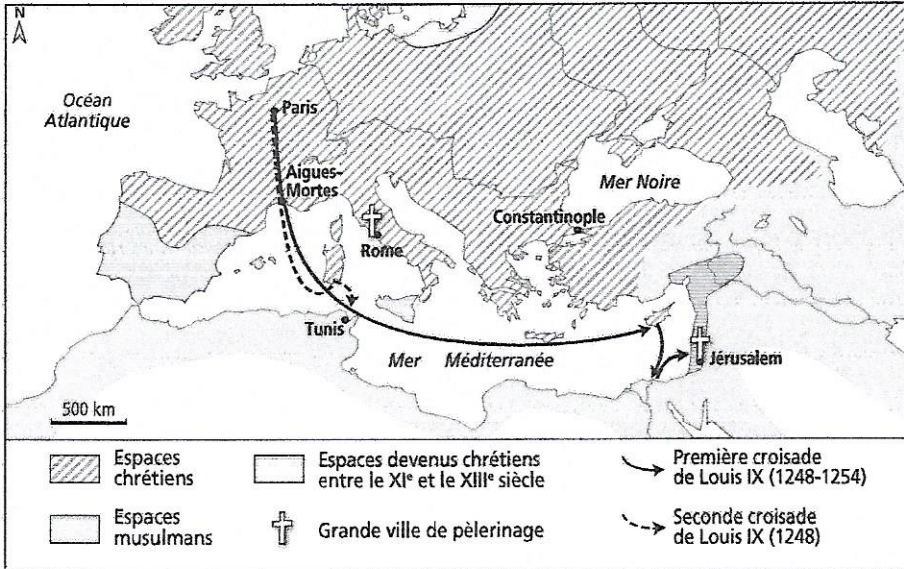 N
Océan
Atlantique
Paris
Aigues-
Mortes
Rome
Constantinople
Mer Noire
Tunis
Mer Méditerranée
Jérusalem
500 km
Espaces
chrétiens
Espaces devenus chrétiens
entre le XIe et le XIIIe siècle
Première croisade
de Louis IX (1248-1254)
Espaces
musulmans
Grande ville de pèlerinage
Seconde croisade
de Louis IX (1248)